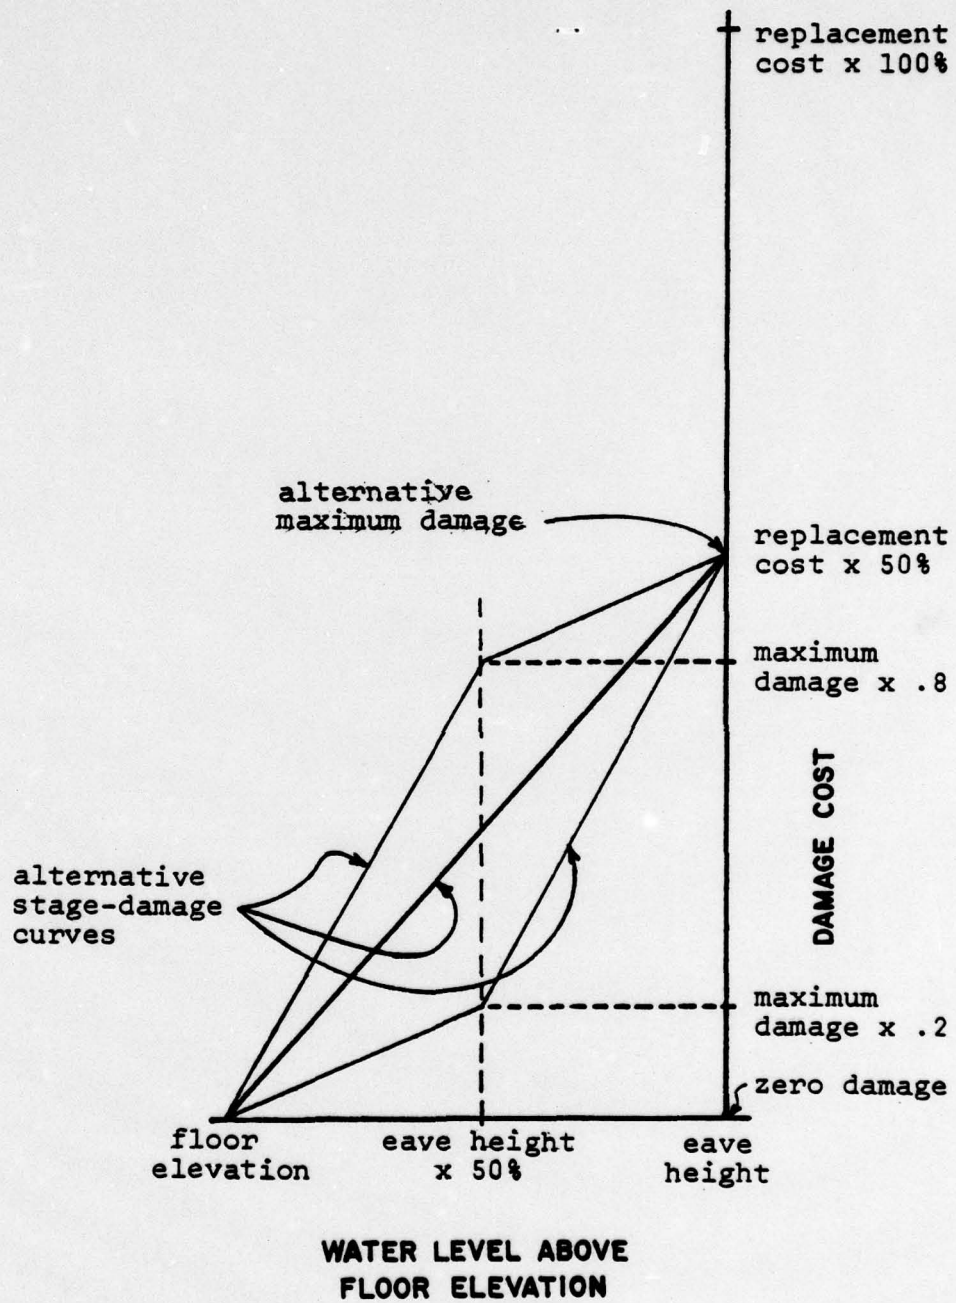 replacement
cost x 100%
alternative
maximum damage
replacement
cost x 50%
maximum
damage x .8
DAMAGE COST
alternative
stage-damage
curves
maximum
damage x .2
zero damage
floor
elevation
eave height
x 50%
eave
height
WATER LEVEL ABOVE
FLOOR ELEVATION